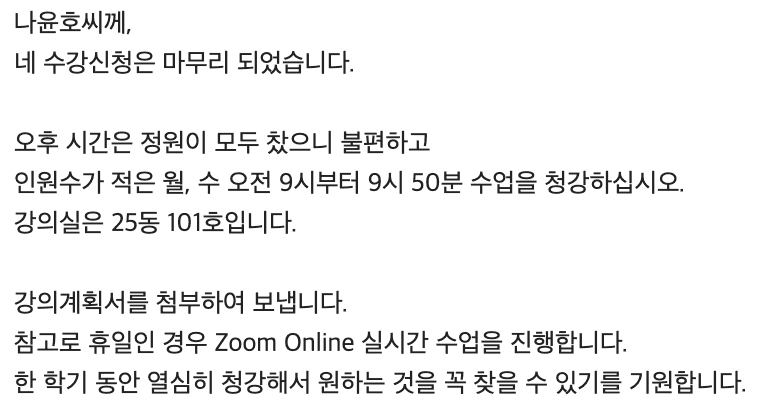 나윤호씨께,
네 수강신청은 마무리 되었습니다.
오후 시간은 정원이 모두 찼으니 불편하고
인원수가 적은 월, 수 오전 9시부터 9시 50분 수업을 청강하십시오.
강의실은 25동 101호입니다.
강의계획서를 첨부하여 보냅니다.
참고로 휴일인 경우 Zoom Online 실시간 수업을 진행합니다.
한 학기 동안 열심히 청강해서 원하는 것을 꼭 찾을 수 있기를 기원합니다.